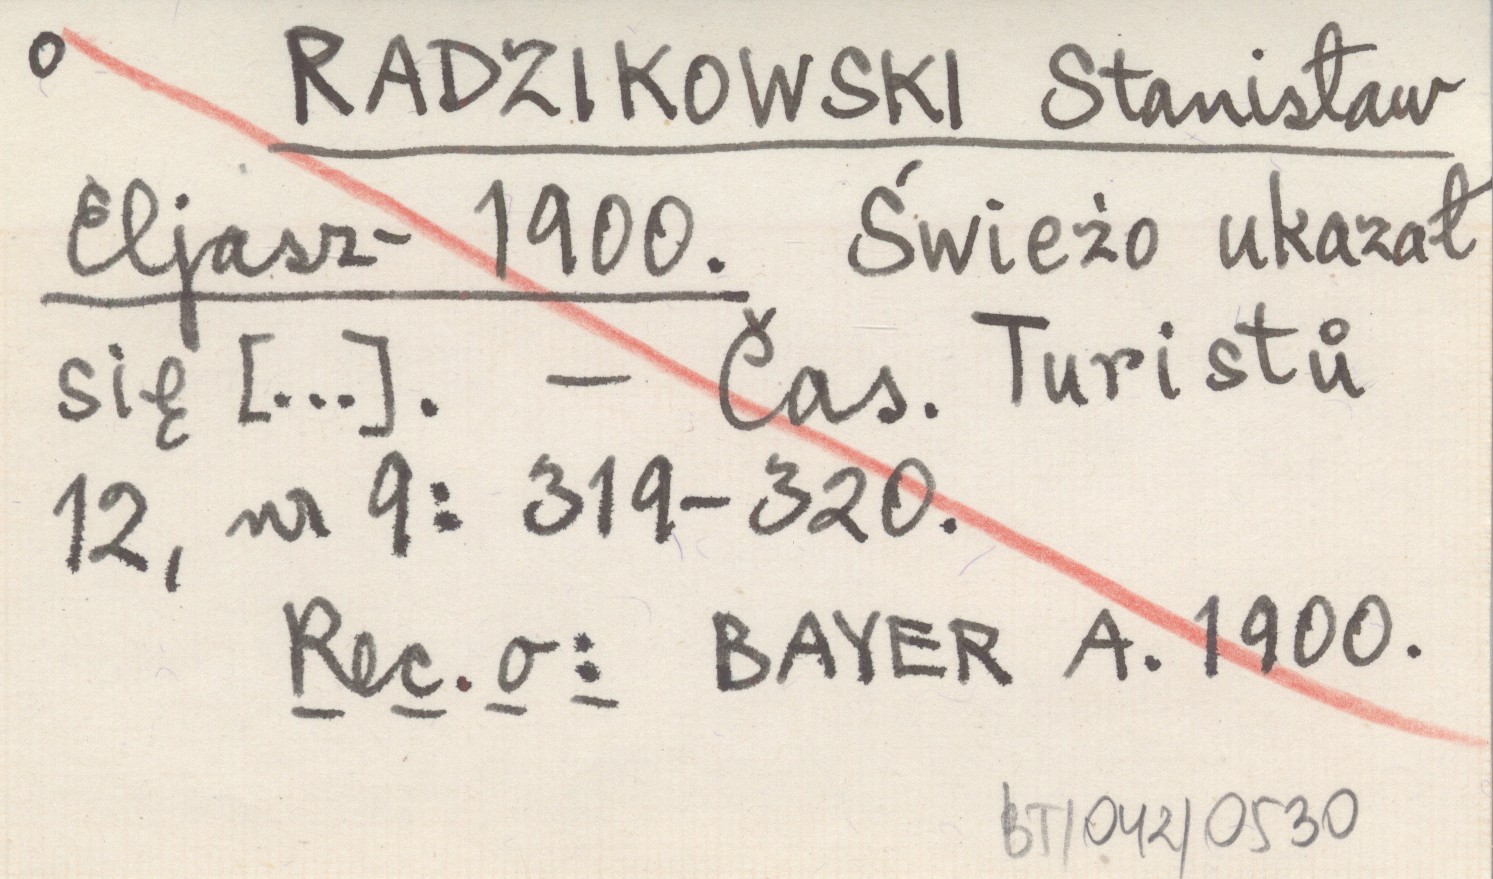 o RADZIKOWSKI Stanisław
Eljasz- 1900. Świeżo ukazał
się [...]. — Čas. Turistů
12, nr 9: 319-320.
Rec. o: BAYER A. 1900.
BT/042/0530